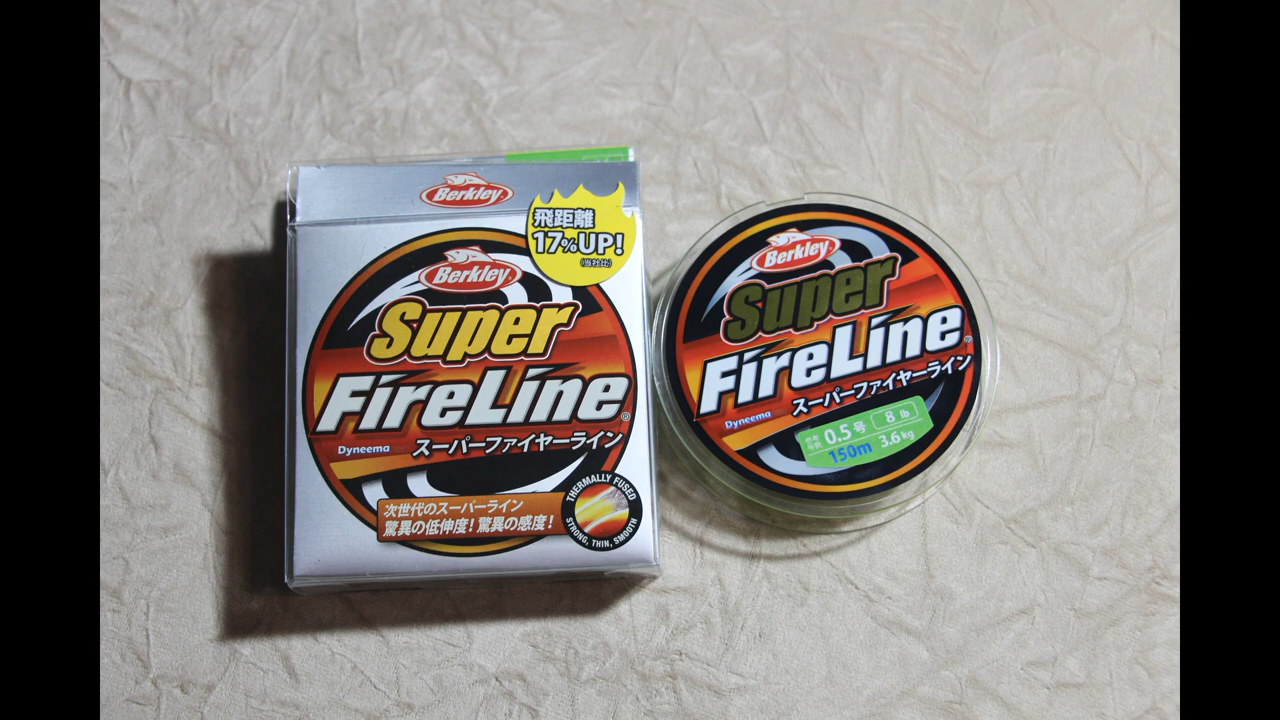 Berkley
飛距離
17%UP!
(当社比)
Berkley
Super
FireLine®
Dyneema
スーパーファイヤーライン
次世代のスーパーライン
驚異の低伸度!驚異の感度!
THERMALLY FUSED
STRONG, THIN, SMOOTH
Berkley
Super
FireLine®
スーパーファイヤーライン
Dyneema
0.5号 8 lb
150m 3.6kg